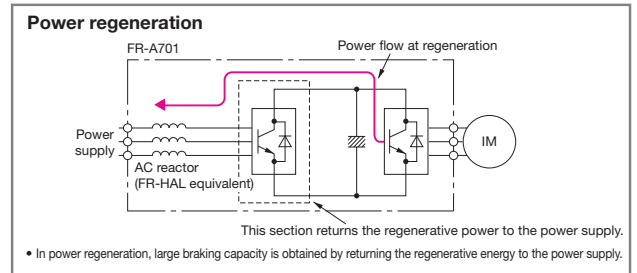 Power regeneration
FR-A701
Power flow at regeneration
Power
supply
AC reactor
(FR-HAL equivalent)
IM
This section returns the regenerative power to the power supply.
• In power regeneration, large braking capacity is obtained by returning the regenerative energy to the power supply.